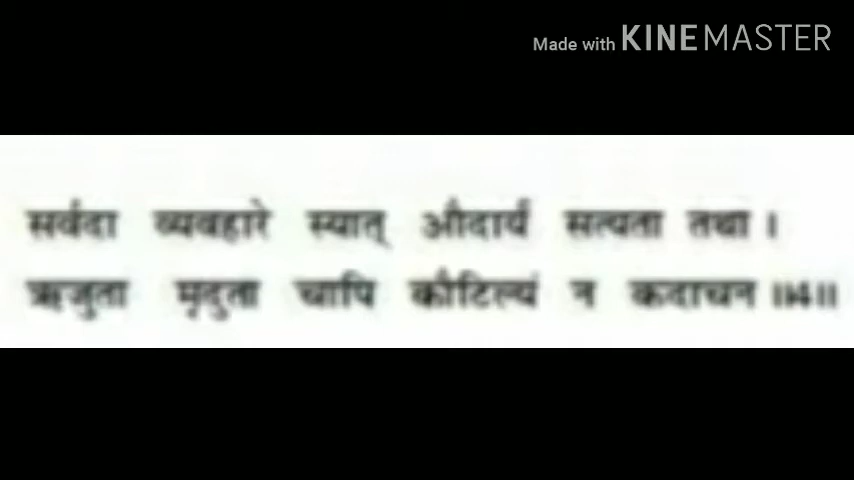 Made with KINEMASTER
सर्वदा व्यवहारे स्यात् औदार्यं सत्यता तथा ।
ऋजुता मृदुता चापि कौटिल्यं न कदाचन ॥4॥